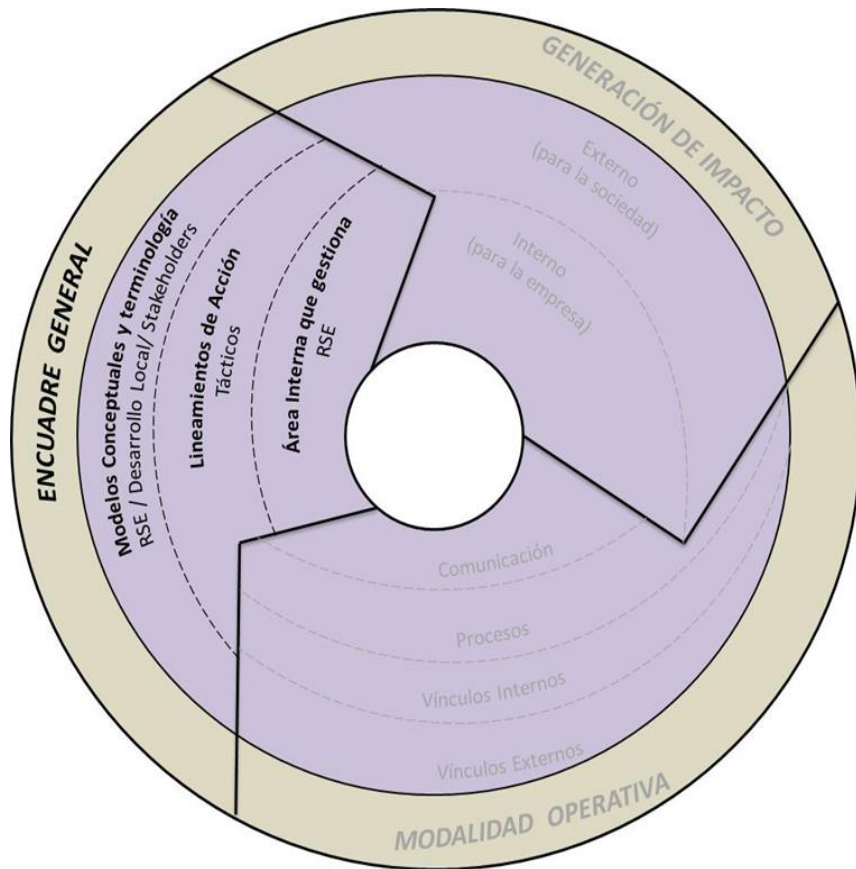 ENCUADRE GENERAL
Modelos Conceptuales y terminología
RSE / Desarrollo Local/ Stakeholders
Lineamientos de Acción
Tácticos
Área Interna que gestiona
RSE
GENERACIÓN DE IMPACTO
Externo
(para la sociedad)
Interno
(para la empresa)
Comunicación
Procesos
Vínculos Internos
Vínculos Externos
MODALIDAD OPERATIVA